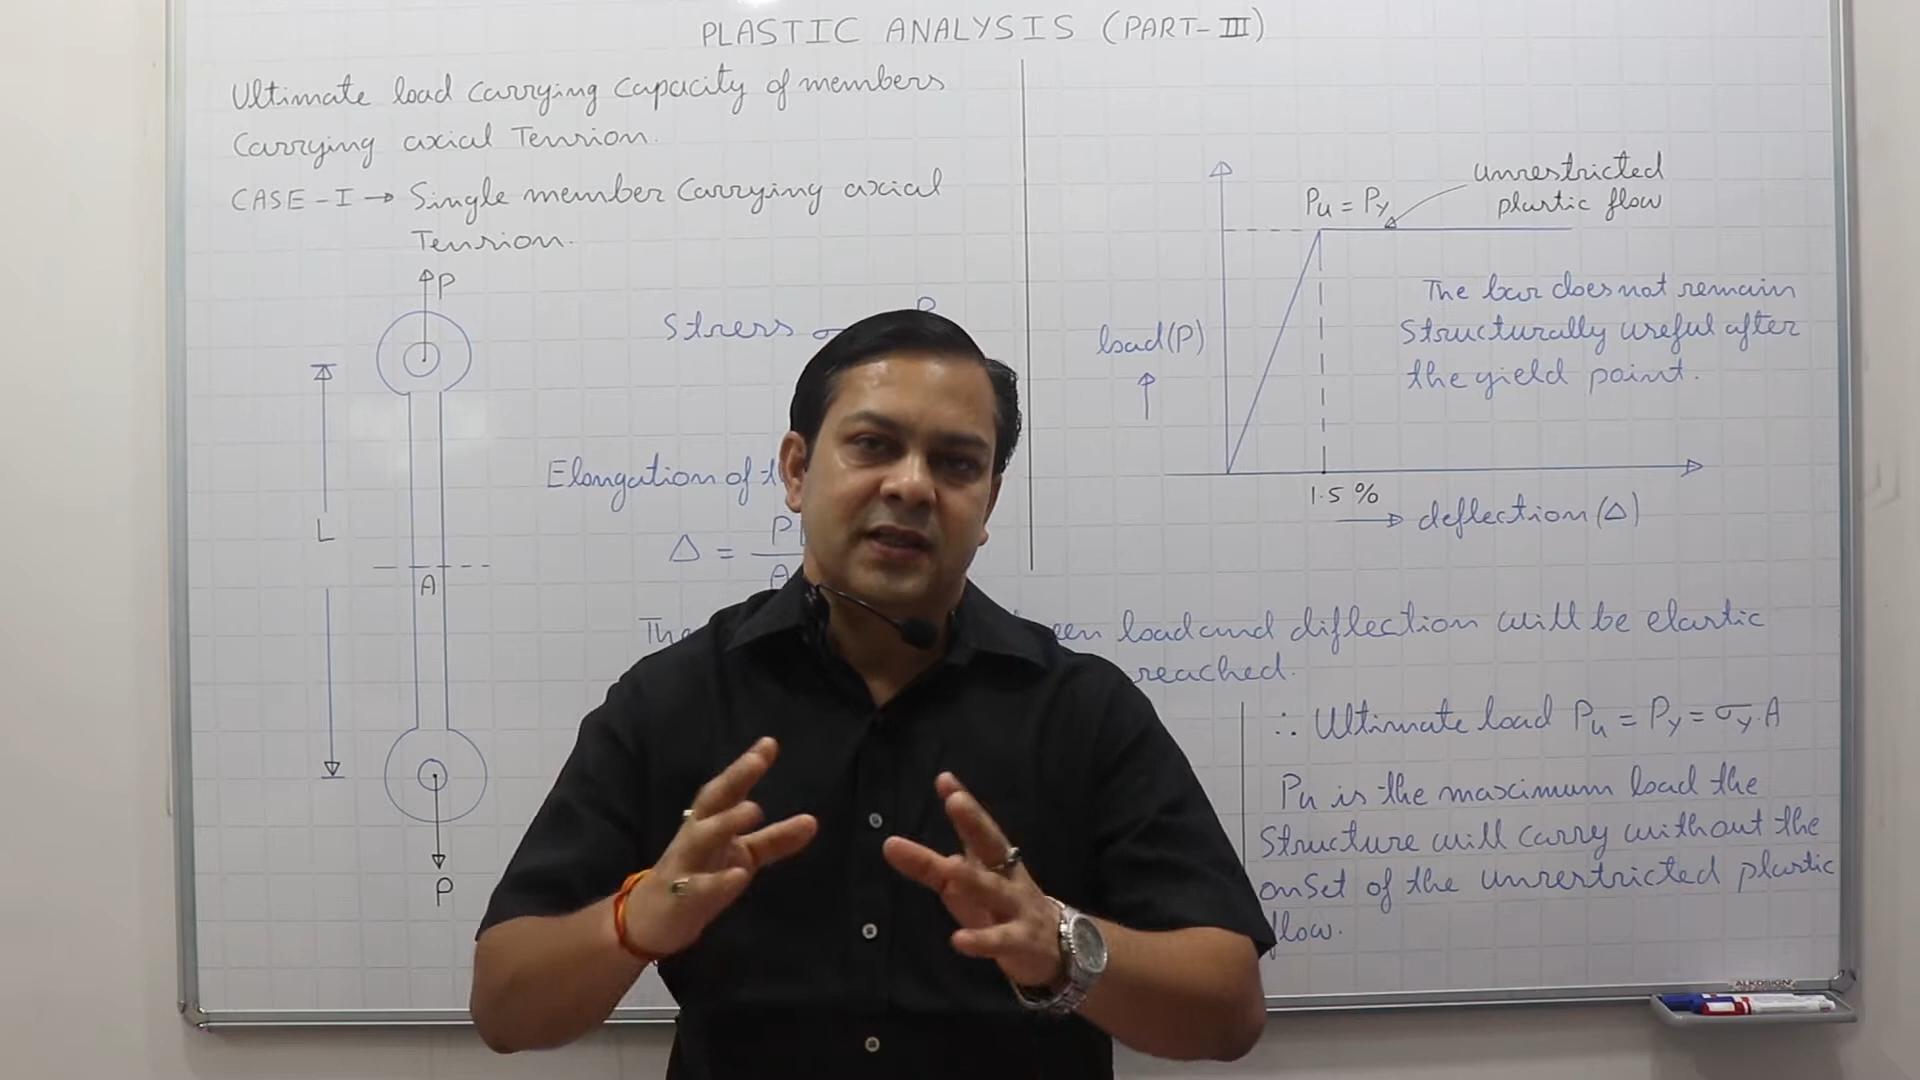 PLASTIC ANALYSIS (PART-III)
Ultimate load carrying capacity of members
Carrying axial Tension.
CASE-I → Single member Carrying axial
Tension.
P
L
A
P
Stress σ
P
Elongation of
Δ = P
A
load(P)
Pu = Py
unrestricted
plastic flow
The bar does not remain
Structurally useful after
the yield point.
1.5 %
deflection (Δ)
load and diflection will be elastic
reached.
∴ Ultimate load Pu = Py = σy.A
Pu is the maximum load the
Structure will carry without the
onset of the unrestricted plastic
flow.